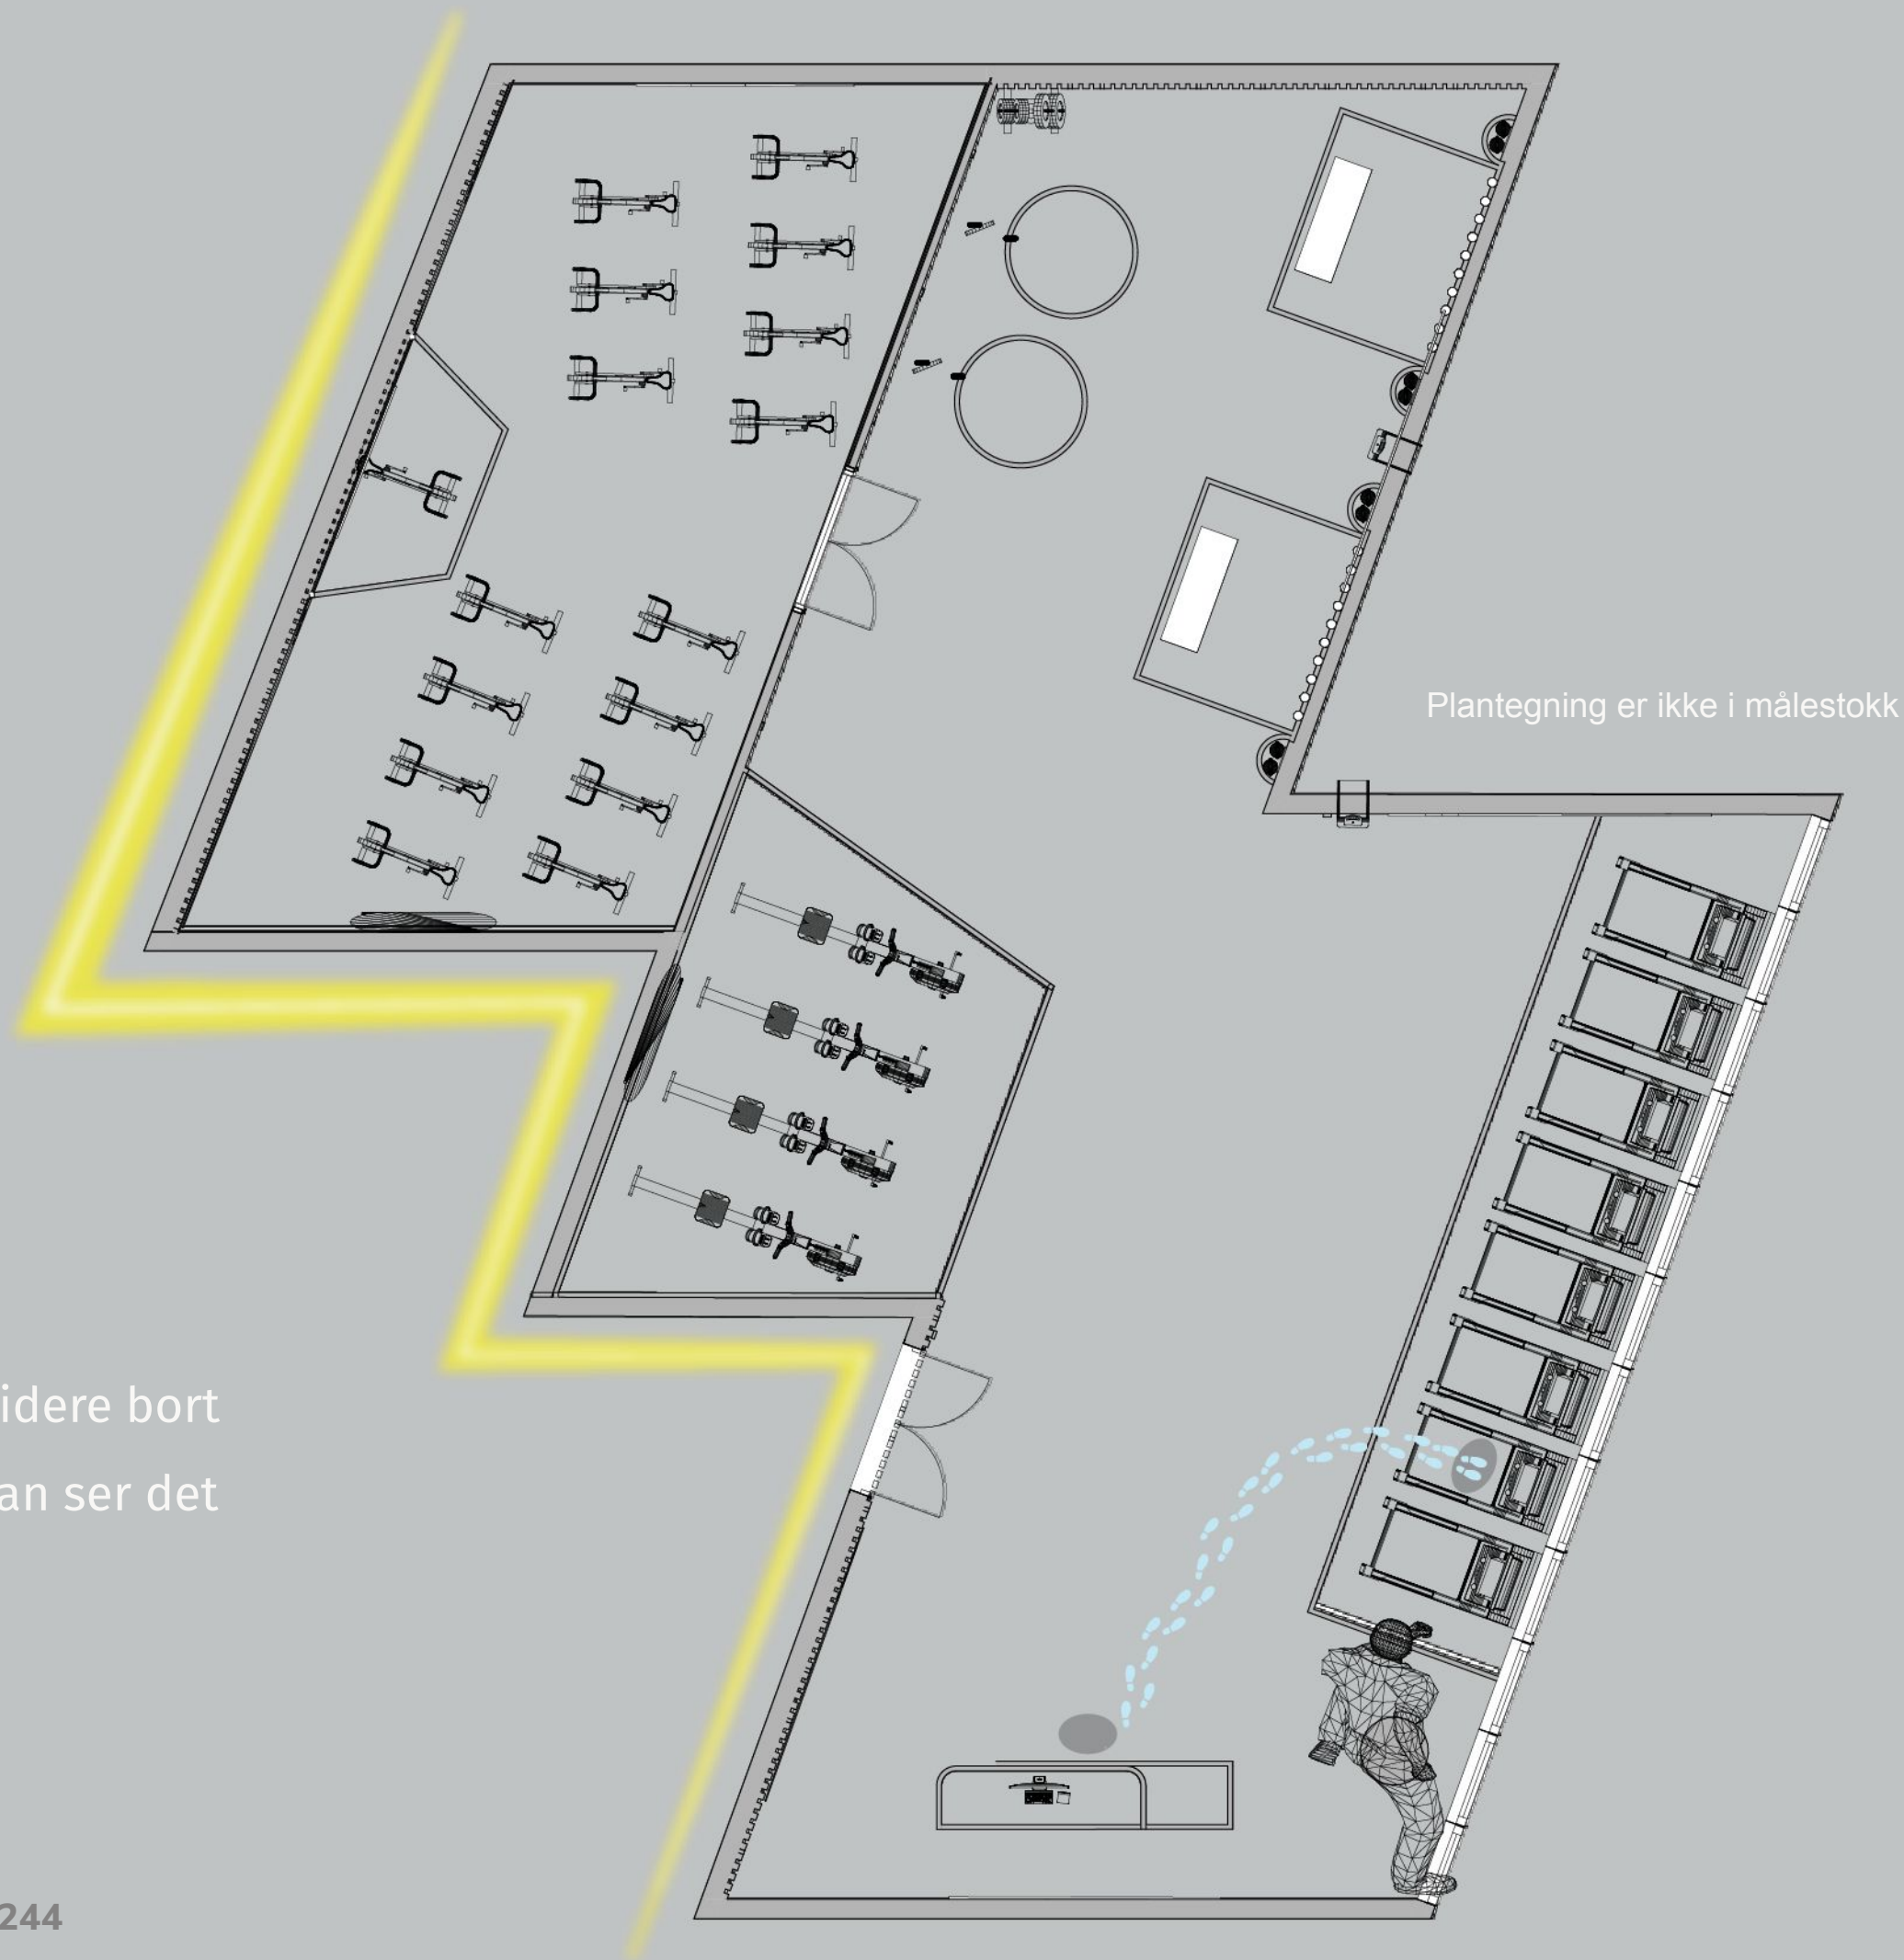 Plantegning er ikke i målestokk
idere bort
an ser det
244